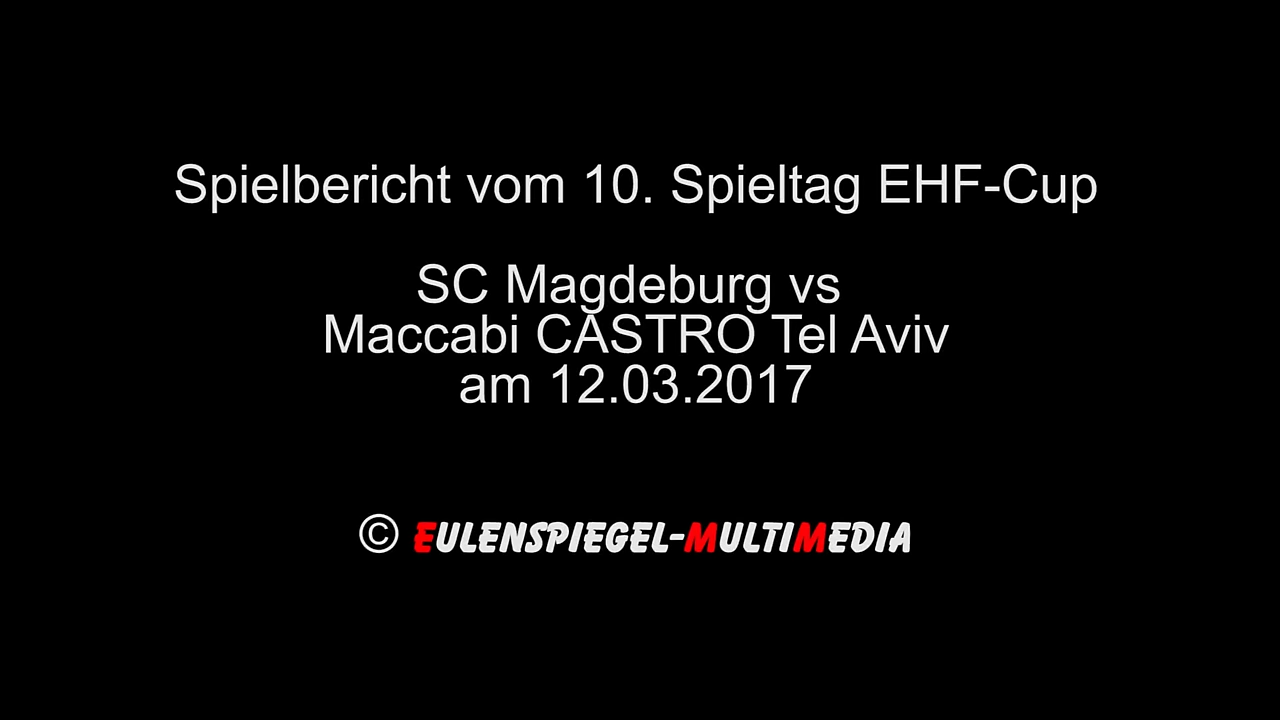 Spielbericht vom 10. Spieltag EHF-Cup
SC Magdeburg vs
Maccabi CASTRO Tel Aviv
am 12.03.2017
© EULENSPIEGEL-MULTIMEDIA